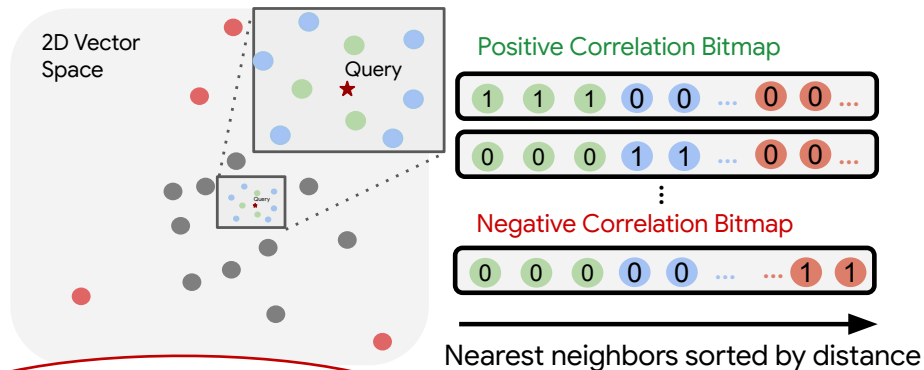 2D Vector
Space
Query
Query
Positive Correlation Bitmap
1 1 1 0 0 ... 0 0 ...
0 0 0 1 1 ... 0 0 ...
⋮
Negative Correlation Bitmap
0 0 0 0 0 ... ... 1 1
Nearest neighbors sorted by distance